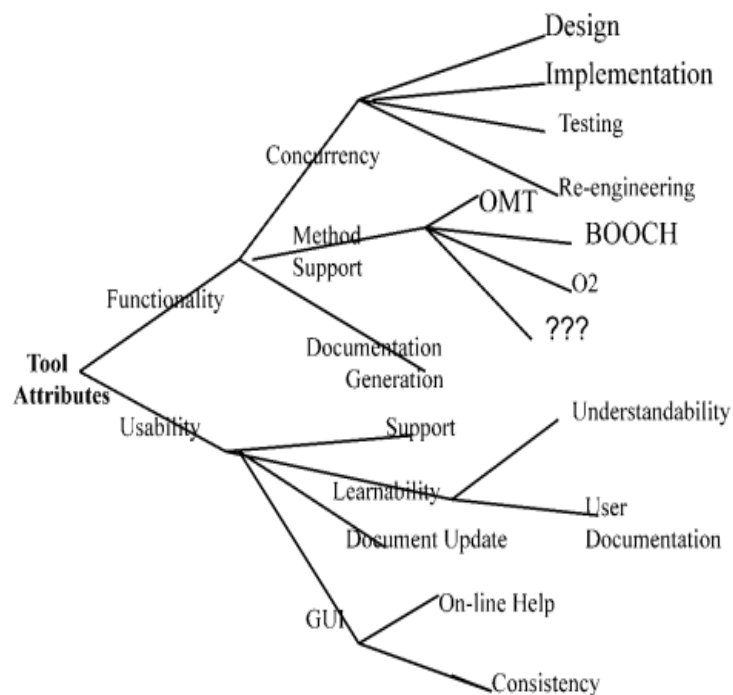 Design
Implementation
Testing
Concurrency
Re-engineering
OMT
Method
Support
BOOCH
O2
Functionality
???
Documentation
Generation
Tool
Attributes
Usability
Support
Understandability
Learnability
User
Documentation
Document Update
On-line Help
GUI
Consistency